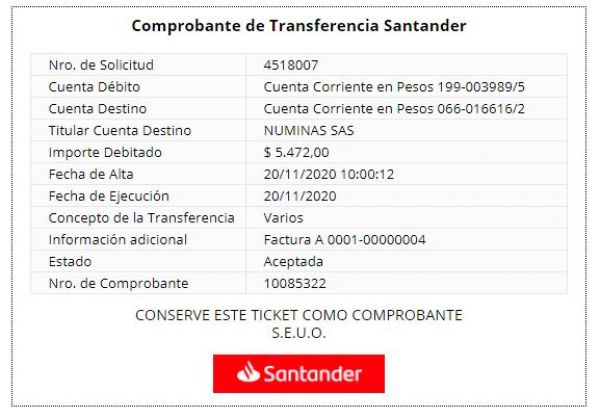 Comprobante de Transferencia Santander
Nro. de Solicitud 4518007
Cuenta Débito Cuenta Corriente en Pesos 199-003989/5
Cuenta Destino Cuenta Corriente en Pesos 066-016616/2
Titular Cuenta Destino NUMINAS SAS
Importe Debitado $ 5.472,00
Fecha de Alta 20/11/2020 10:00:12
Fecha de Ejecución 20/11/2020
Concepto de la Transferencia Varios
Información adicional Factura A 0001-00000004
Estado Aceptada
Nro. de Comprobante 10085322
CONSERVE ESTE TICKET COMO COMPROBANTE
S.E.U.O.
Santander